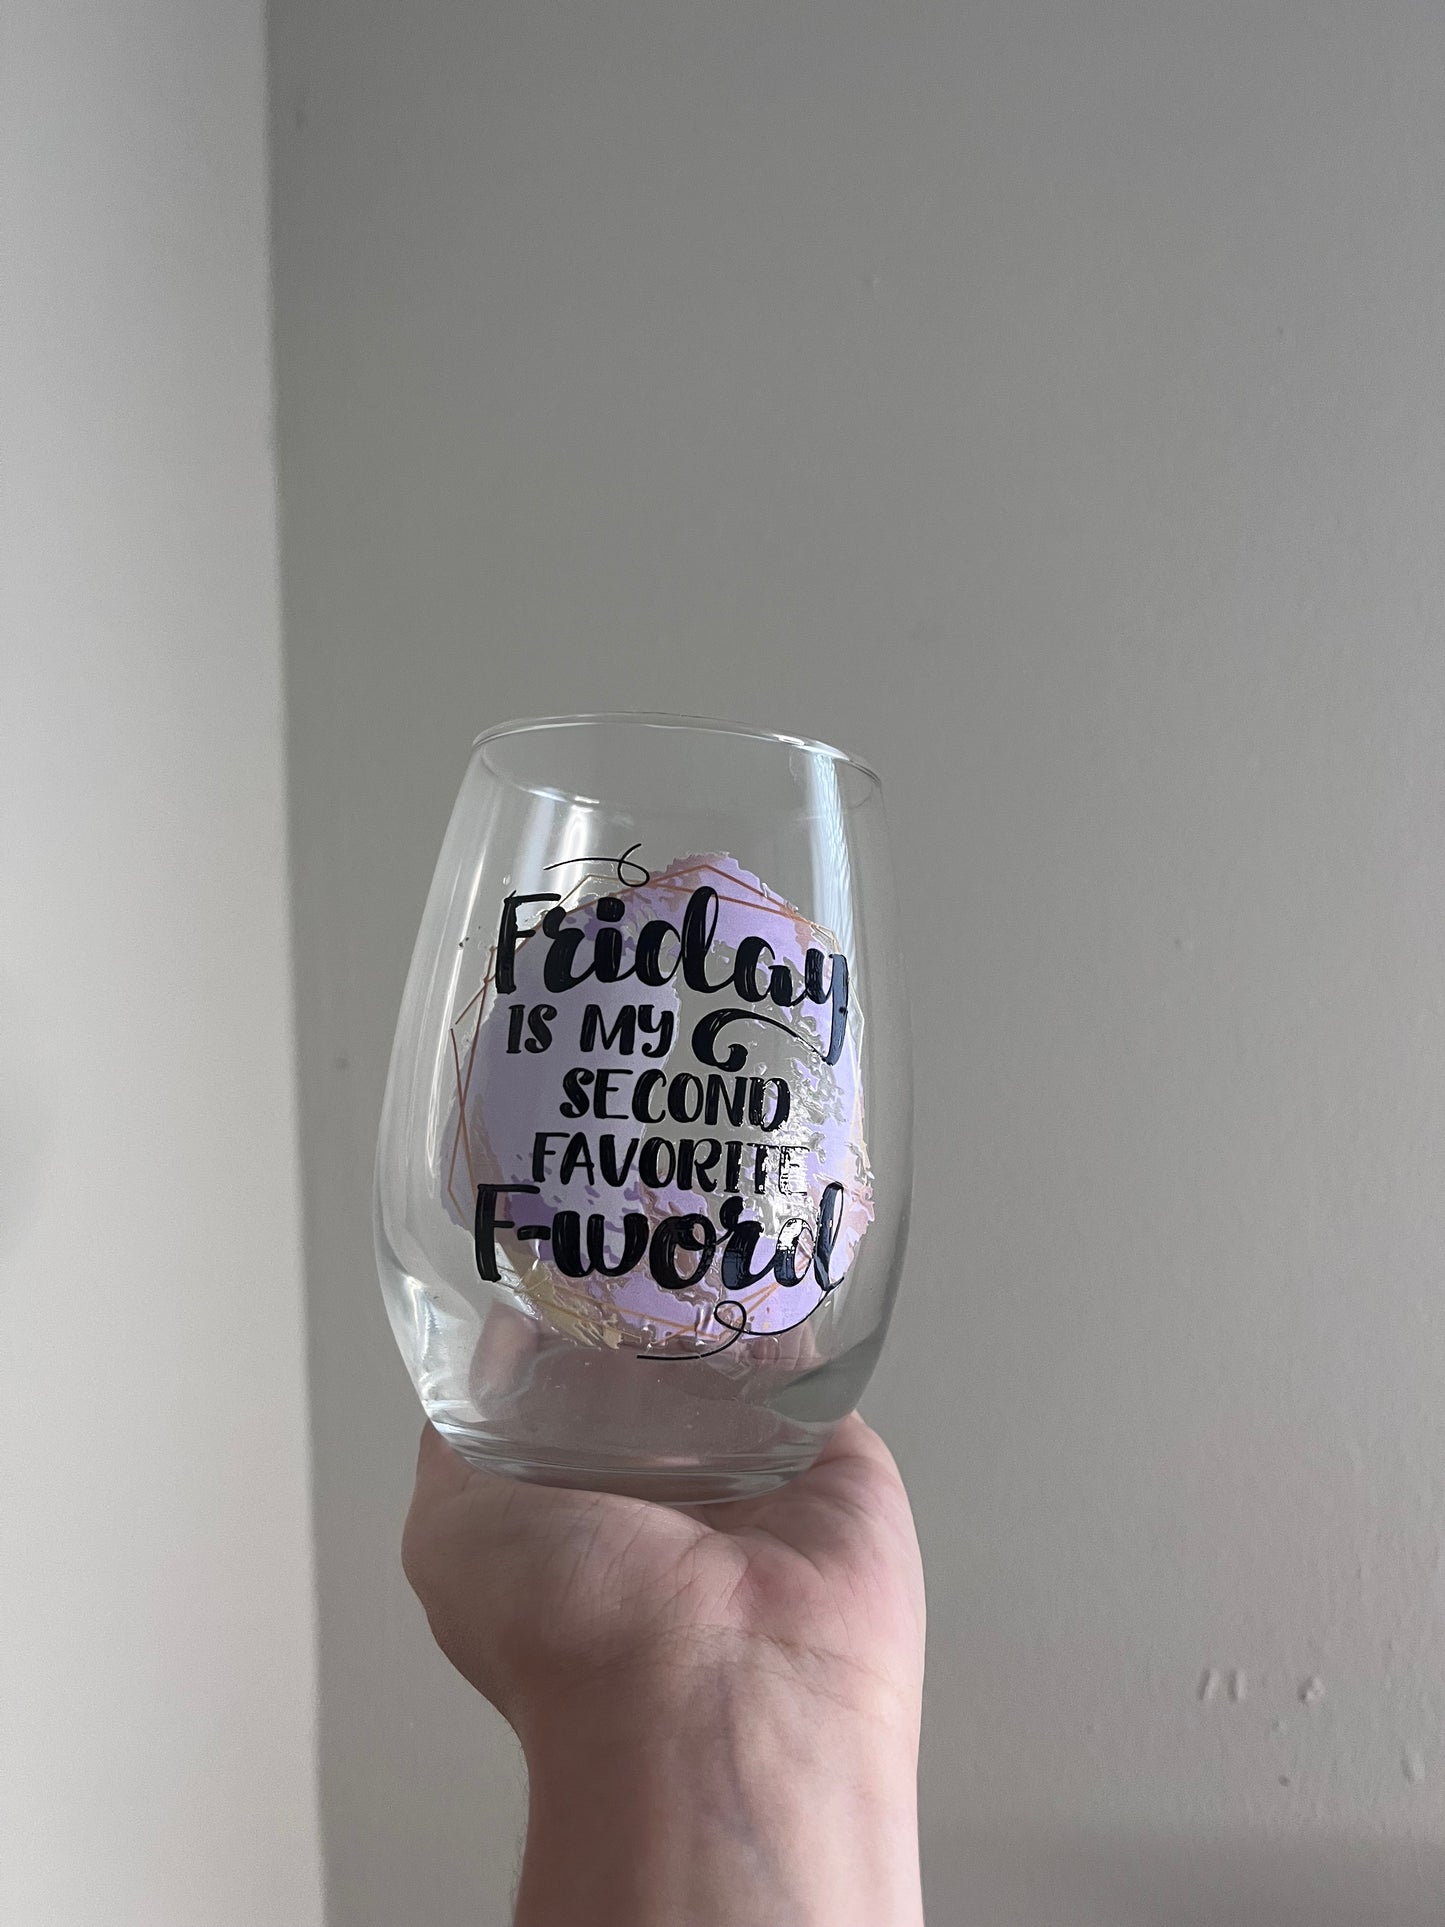 Friday
IS MY
SECOND
FAVORITE
F-word